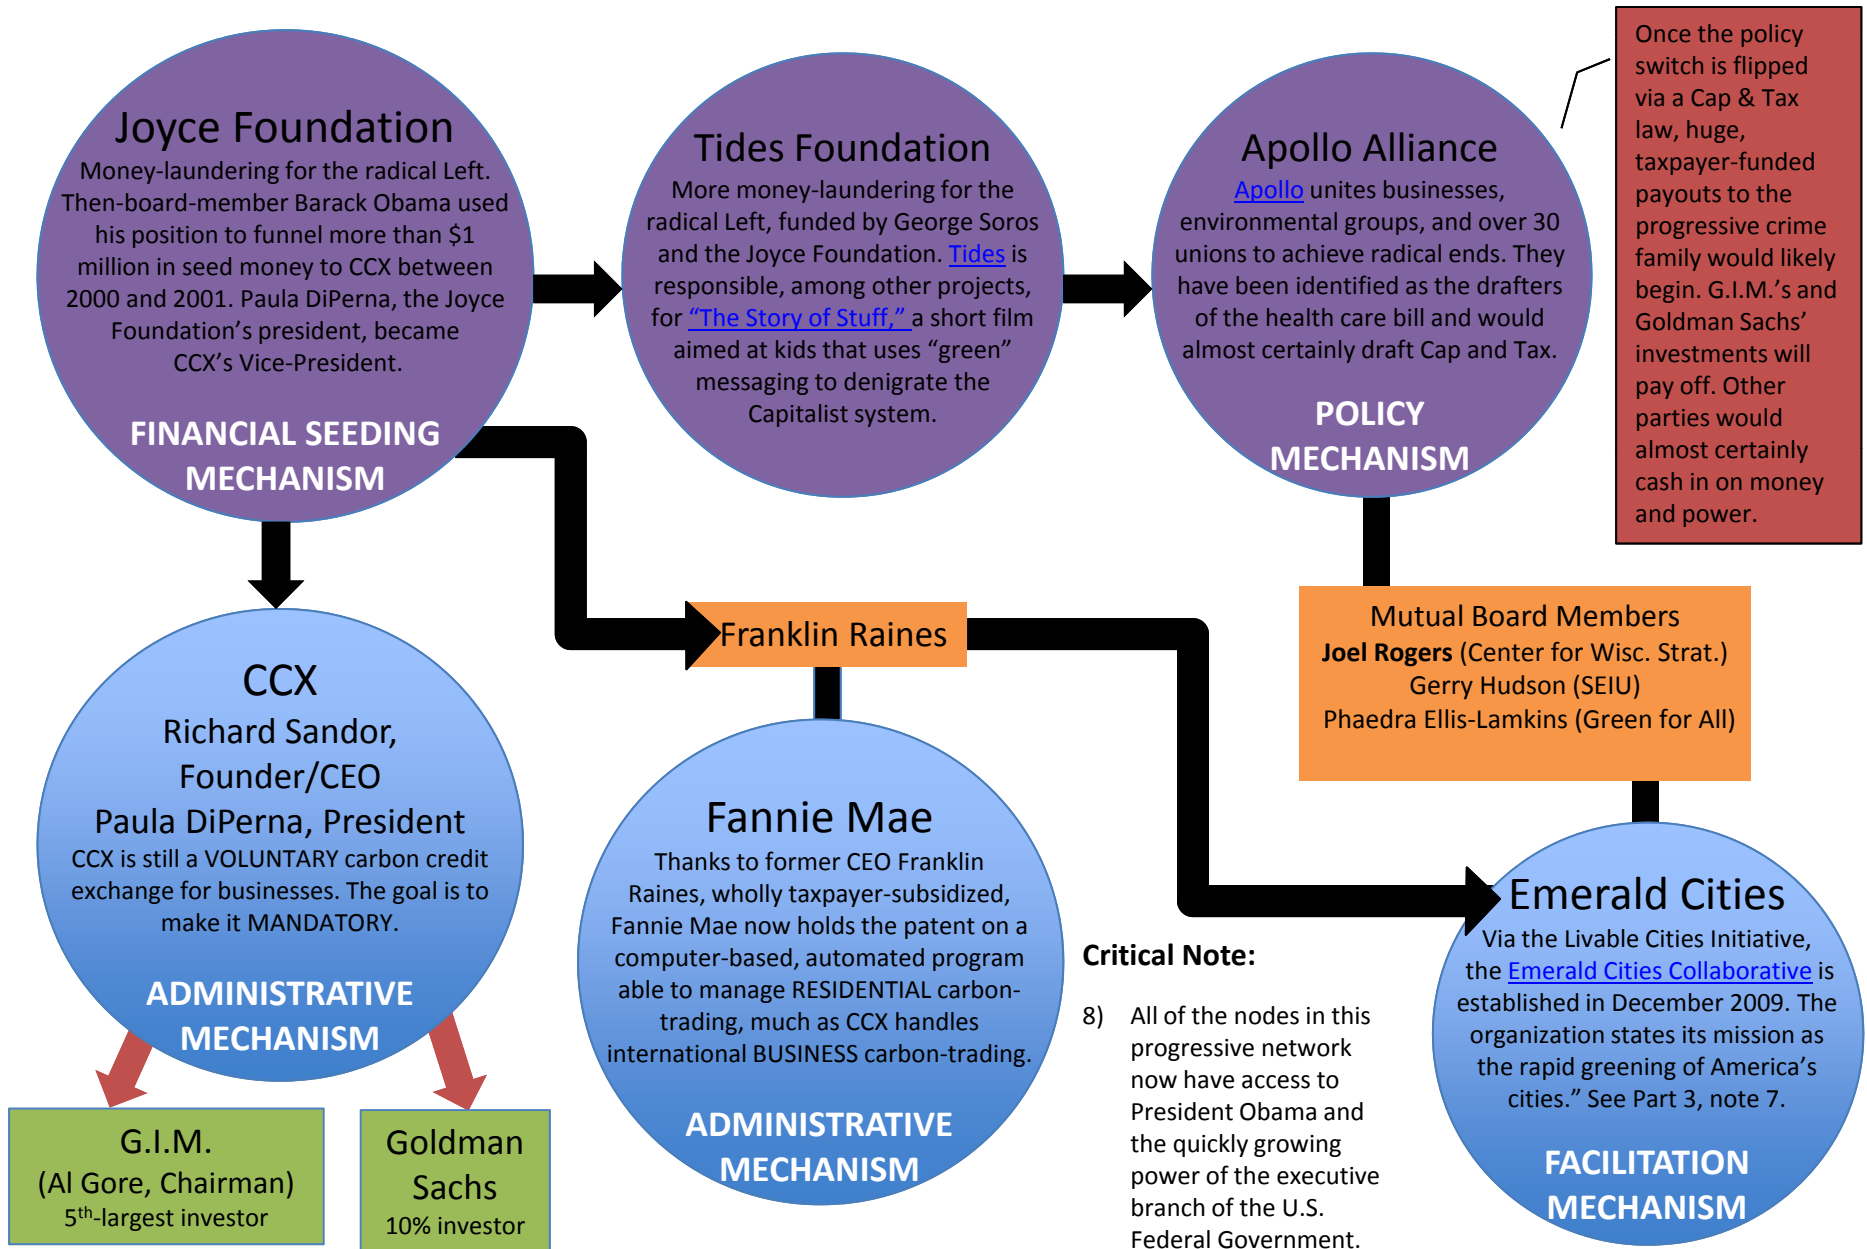 Joyce Foundation
Money-laundering for the radical Left.
Then-board-member Barack Obama used
his position to funnel more than $1
million in seed money to CCX between
2000 and 2001. Paula DiPerna, the Joyce
Foundation’s president, became
CCX’s Vice-President.
FINANCIAL SEEDING
MECHANISM
Tides Foundation
More money-laundering for the
radical Left, funded by George Soros
and the Joyce Foundation. Tides is
responsible, among other projects,
for “The Story of Stuff,” a short film
aimed at kids that uses “green”
messaging to denigrate the
Capitalist system.
Apollo Alliance
Apollo unites businesses,
environmental groups, and over 30
unions to achieve radical ends. They
have been identified as the drafters
of the health care bill and would
almost certainly draft Cap and Tax.
POLICY
MECHANISM
Once the policy
switch is flipped
via a Cap & Tax
law, huge,
taxpayer-funded
payouts to the
progressive crime
family would likely
begin. G.I.M.’s and
Goldman Sachs’
investments will
pay off. Other
parties would
almost certainly
cash in on money
and power.
Franklin Raines
Mutual Board Members
Joel Rogers (Center for Wisc. Strat.)
Gerry Hudson (SEIU)
Phaedra Ellis-Lamkins (Green for All)
CCX
Richard Sandor,
Founder/CEO
Paula DiPerna, President
CCX is still a VOLUNTARY carbon credit
exchange for businesses. The goal is to
make it MANDATORY.
ADMINISTRATIVE
MECHANISM
G.I.M.
(Al Gore, Chairman)
5th-largest investor
Goldman
Sachs
10% investor
Fannie Mae
Thanks to former CEO Franklin
Raines, wholly taxpayer-subsidized,
Fannie Mae now holds the patent on a
computer-based, automated program
able to manage RESIDENTIAL carbon-
trading, much as CCX handles
international BUSINESS carbon-trading.
ADMINISTRATIVE
MECHANISM
Critical Note:
8) All of the nodes in this
progressive network
now have access to
President Obama and
the quickly growing
power of the executive
branch of the U.S.
Federal Government.
Emerald Cities
Via the Livable Cities Initiative,
the Emerald Cities Collaborative is
established in December 2009. The
organization states its mission as
the rapid greening of America’s
cities.” See Part 3, note 7.
FACILITATION
MECHANISM